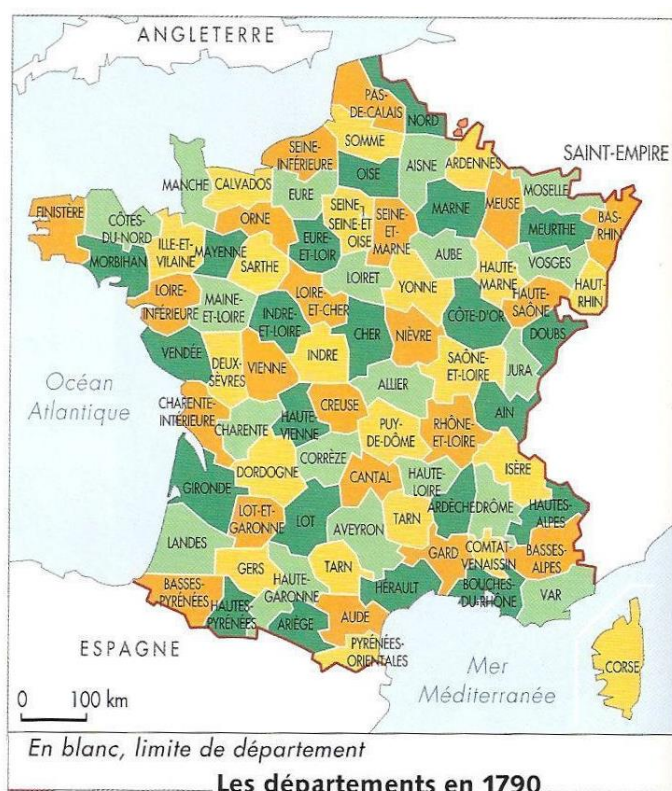 ANGLETERRE
PAS-
DE-CALAIS
NORD
SOMME
SEINE-
INFÉRIEURE
OISE
AISNE
ARDENNES
SAINT-EMPIRE
MANCHE
CALVADOS
EURE
SEINE-
SEINE-ET
OISE
SEINE-
ET-
MARNE
MARNE
MEUSE
MOSELLE
MEURTHE
BAS-
RHIN
FINISTÈRE
CÔTES-
DU-NORD
MORBIHAN
ILLE-ET-
VILAINE
MAYENNE
ORNE
SARTHE
EURE-
ET-LOIR
LOIRET
YONNE
AUBE
HAUTE-
MARNE
VOSGES
HAUT-
RHIN
LOIRE-
INFÉRIEURE
MAINE-
ET-LOIRE
INDRE-
ET-LOIRE
LOIRE-
ET-CHER
CHER
NIÈVRE
CÔTE-D'OR
HAUTE-
SAÔNE
DOUBS
VENDÉE
DEUX-
SÈVRES
VIENNE
INDRE
ALLIER
SAÔNE-
ET-LOIRE
JURA
AIN
Océan
Atlantique
CHARENTE-
INTÉRIEURE
CHARENTE
HAUTE-
VIENNE
CREUSE
PUY-
DE-DÔME
RHÔNE-
ET-LOIRE
ISÈRE
DORDOGNE
CORRÈZE
CANTAL
HAUTE-
LOIRE
ARDÈCHE
DRÔME
HAUTES-
ALPES
GIRONDE
LOT-ET-
GARONNE
LOT
AVEYRON
TARN
GARD
COMTAT-
VENAISSIN
BASSES-
ALPES
LANDES
GERS
HAUTE-
GARONNE
TARN
HÉRAULT
BOUCHES-
DU-RHÔNE
VAR
BASSES-
PYRÉNÉES
HAUTES-
PYRÉNÉES
ARIÈGE
AUDE
PYRÉNÉES-
ORIENTALES
ESPAGNE
Mer
Méditerranée
CORSE
0 100 km
En blanc, limite de département
Les départements en 1790